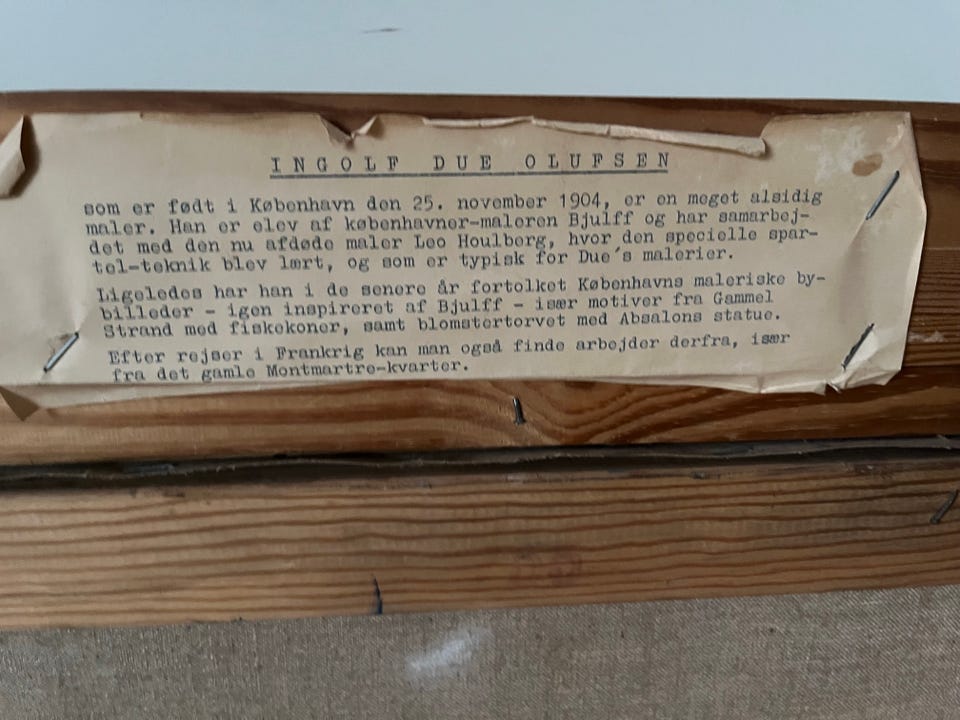 INGOLF DUE OLUFSEN
som er født i København den 25. november 1904, er en meget alsidig
maler. Han er elev af københavner-maleren Bjulff og har samarbej-
det med den nu afdøde maler Leo Houlberg, hvor den specielle spar-
tel-teknik blev lært, og som er typisk for Due's malerier.
Ligeledes har han i de senere år fortolket Københavns maleriske by-
billeder - igen inspireret af Bjulff - især motiver fra Gammel
Strand med fiskekoner, samt blomstertorvet med Absalons statue.
Efter rejser i Frankrig kan man også finde arbejder derfra, især
fra det gamle Montmartre-kvarter.